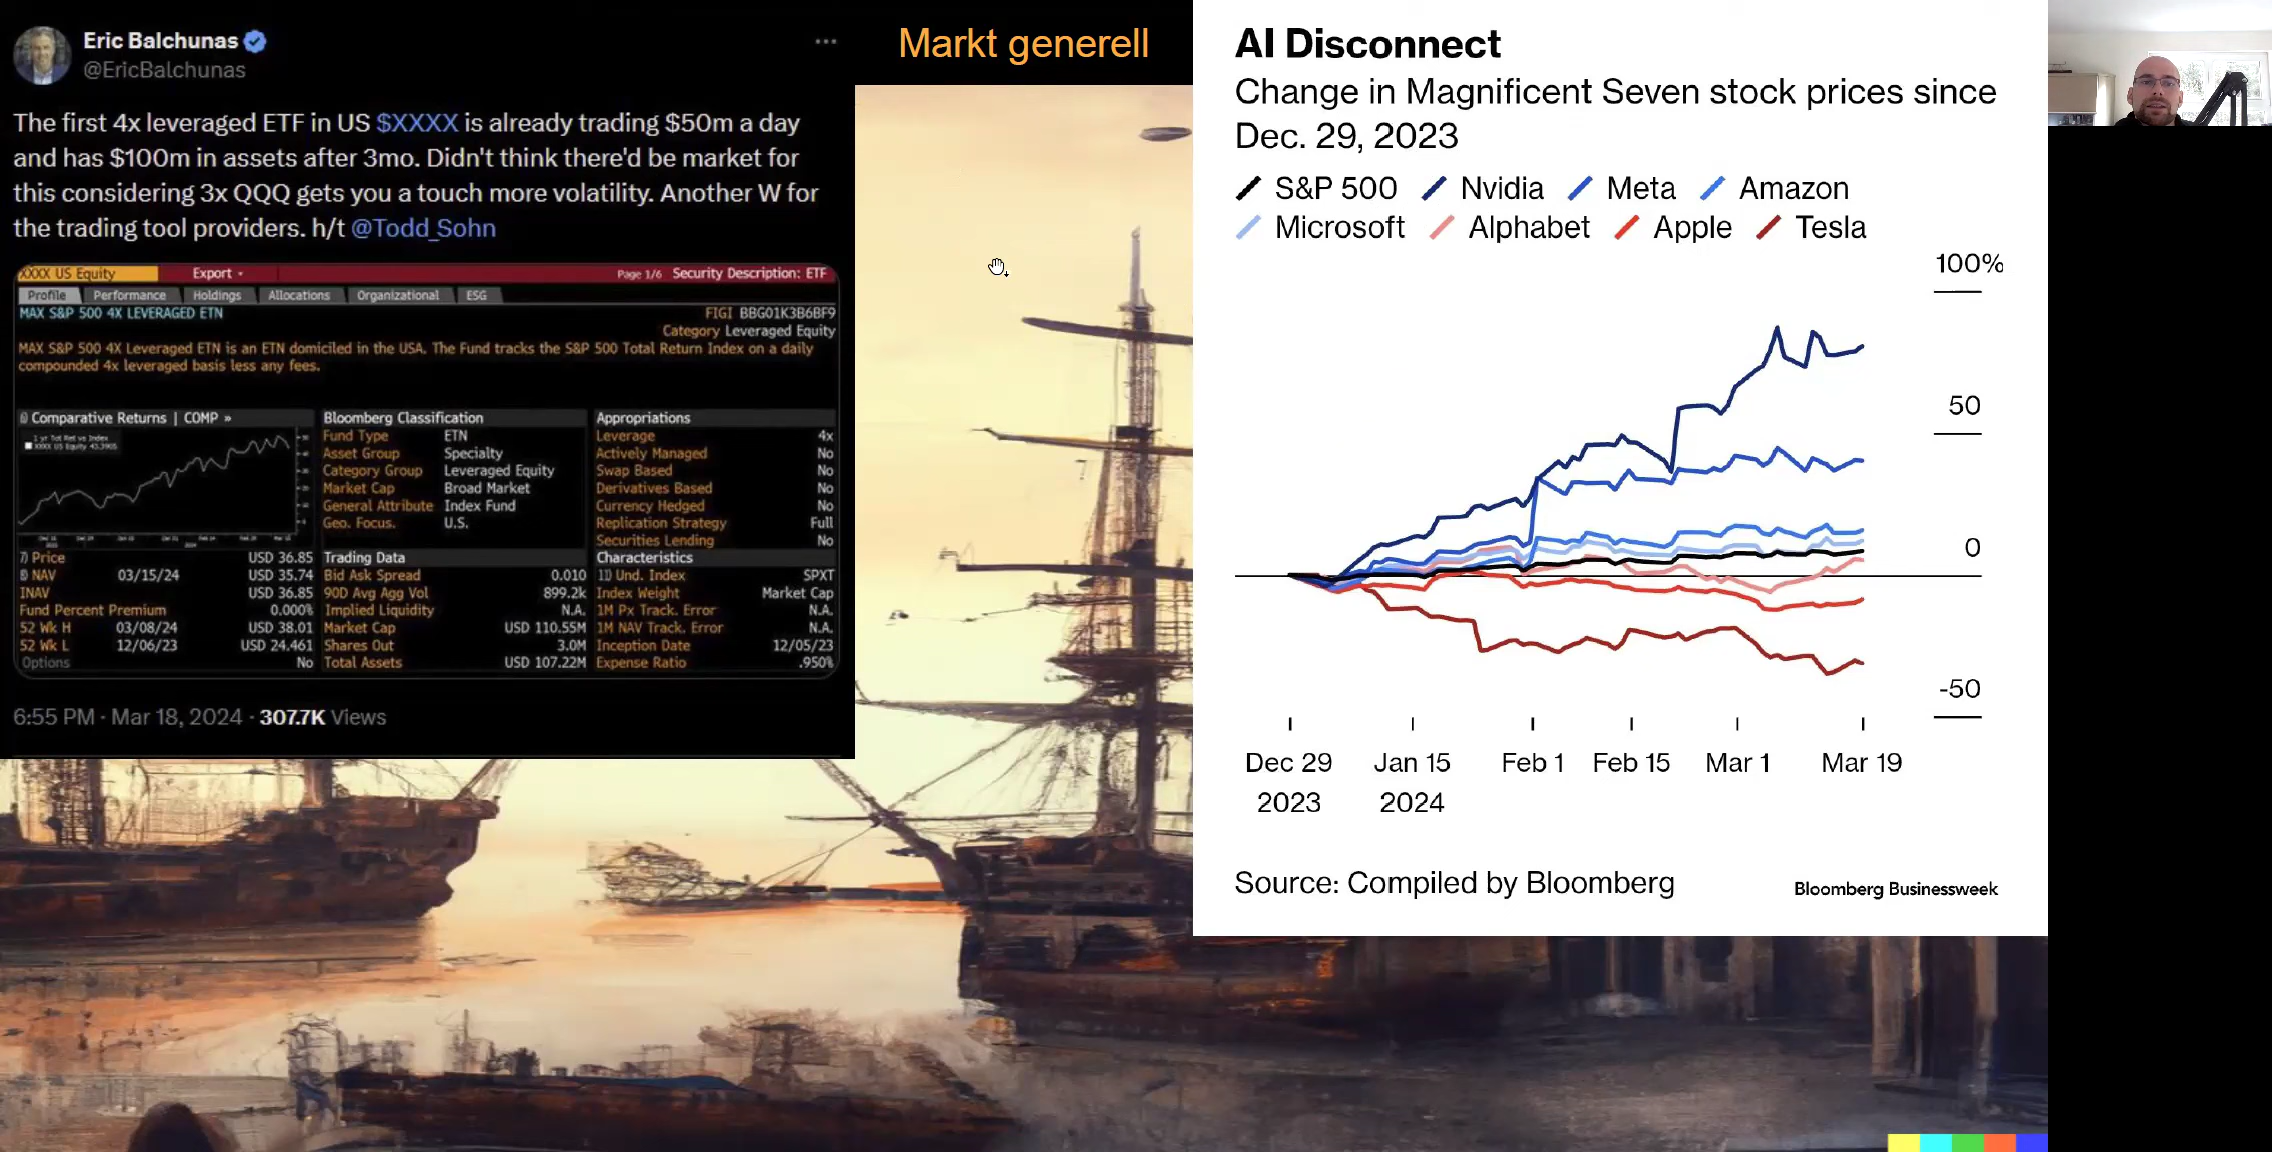 Eric Balchunas
@EricBalchunas
The first 4x leveraged ETF in US $XXXX is already trading $50m a day
and has $100m in assets after 3mo. Didn't think there'd be market for
this considering 3x QQQ gets you a touch more volatility. Another W for
the trading tool providers. h/t @Todd_Sohn
XXXX US Equity Export Page 1/6 Security Description: ETF
Profile Performance Holdings Allocations Organizational ESG
MAX S&P 500 4X LEVERAGED ETN FIGI BBG01K3B6BF9
Category Leveraged Equity
MAX S&P 500 4X Leveraged ETN is an ETN domiciled in the USA. The Fund tracks the S&P 500 Total Return Index on a daily
compounded 4x leveraged basis less any fees.
Comparative Returns | COMP »
1 yr Tot Ret vs Index
XXXX US Equity 43.3905
Price USD 36.85
NAV 03/15/24 USD 35.74
INAV USD 36.85
Fund Percent Premium 0.000%
52 Wk H 03/08/24 USD 38.01
52 Wk L 12/06/23 USD 24.461
Options No
Bloomberg Classification
Fund Type ETN
Asset Group Specialty
Category Group Leveraged Equity
Market Cap Broad Market
General Attribute Index Fund
Geo. Focus. U.S.
Trading Data
Bid Ask Spread 0.010
90D Avg Agg Vol 899.2k
Implied Liquidity N.A.
Market Cap USD 110.55M
Shares Out 3.0M
Total Assets USD 107.22M
Appropriations
Leverage 4x
Actively Managed No
Swap Based No
Derivatives Based No
Currency Hedged No
Replication Strategy Full
Securities Lending No
Characteristics
Und. Index SPXT
Index Weight Market Cap
1M Px Track. Error N.A.
1M NAV Track. Error N.A.
Inception Date 12/05/23
Expense Ratio .950%
6:55 PM · Mar 18, 2024 · 307.7K Views
Markt generell
AI Disconnect
Change in Magnificent Seven stock prices since
Dec. 29, 2023
S&P 500 Nvidia Meta Amazon
Microsoft Alphabet Apple Tesla
100%
50
0
-50
Dec 29 Jan 15 Feb 1 Feb 15 Mar 1 Mar 19
2023 2024
Source: Compiled by Bloomberg
Bloomberg Businessweek